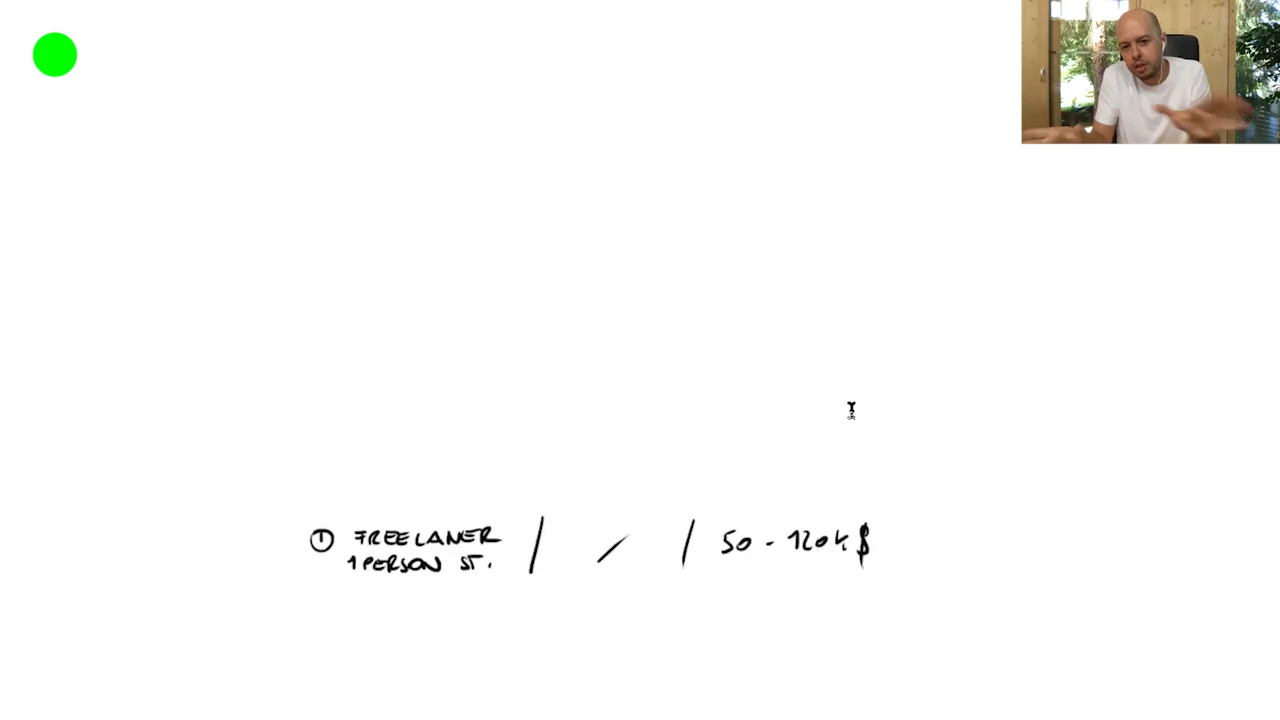 ① FREELANER / / / 50 - 120k $
1 PERSON ST.